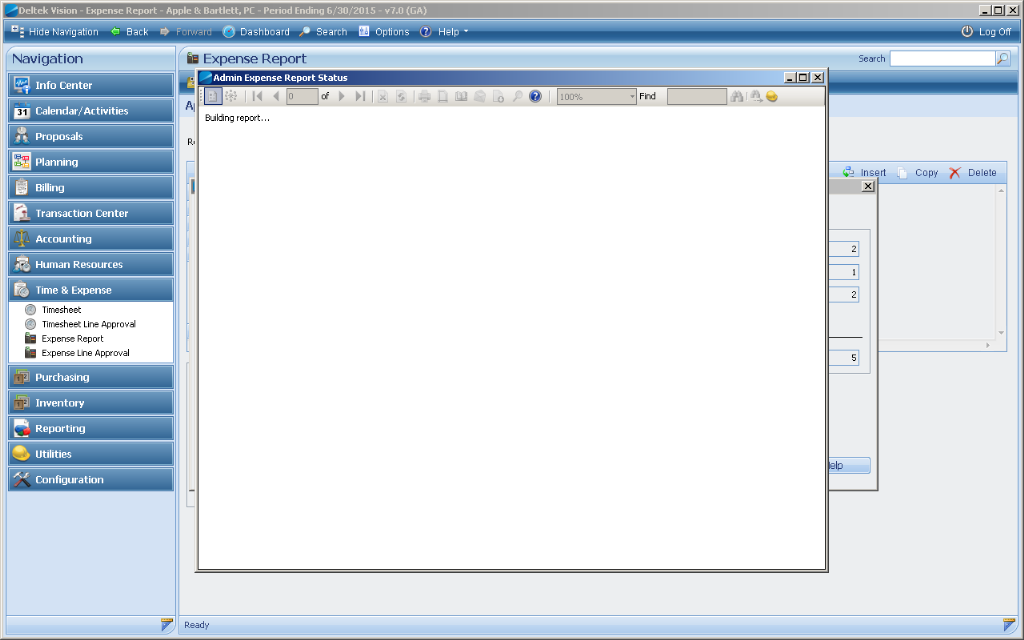 Deltek Vision - Expense Report - Apple & Bartlett, PC - Period Ending 6/30/2015 - v7.0 (GA)
Hide Navigation Back Forward Dashboard Search Options Help Log Off
Navigation
Expense Report
Search
Info Center
31 Calendar/Activities
Proposals
Planning
Billing
Transaction Center
Accounting
Human Resources
Time & Expense
Timesheet
Timesheet Line Approval
Expense Report
Expense Line Approval
Purchasing
Inventory
Reporting
Utilities
Configuration
Admin Expense Report Status
0 of 100% Find
Building report...
Insert Copy Delete
2
1
2
5
Ready